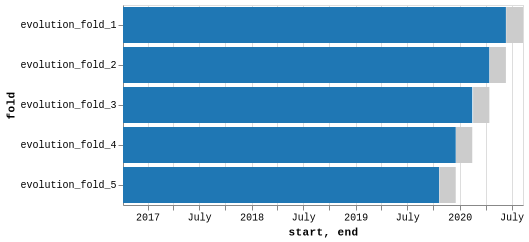 evolution_fold_1
evolution_fold_2
evolution_fold_3
evolution_fold_4
evolution_fold_5
fold
2017 July 2018 July 2019 July 2020 July
start, end